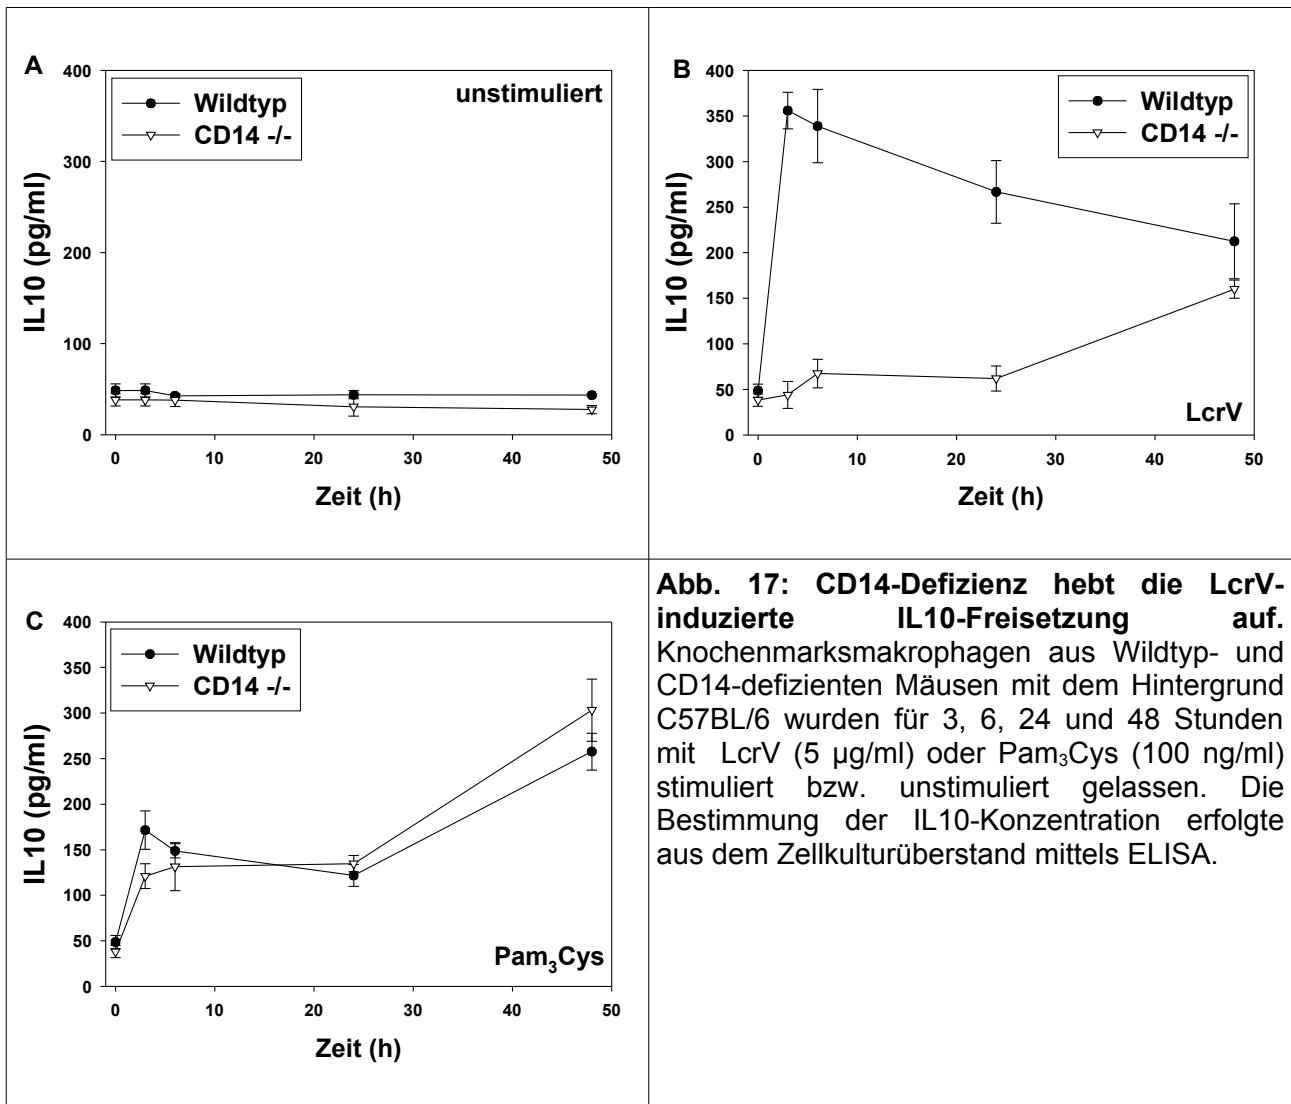 A
unstimuliert
Wildtyp
CD14 -/-
IL10 (pg/ml)
400
300
200
100
0
0 10 20 30 40 50
Zeit (h)
B
Wildtyp
CD14 -/-
IL10 (pg/ml)
400
350
300
250
200
150
100
50
0
LcrV
0 10 20 30 40 50
Zeit (h)
C
Wildtyp
CD14 -/-
IL10 (pg/ml)
400
350
300
250
200
150
100
50
0
Pam₃Cys
0 10 20 30 40 50
Zeit (h)
Abb. 17: CD14-Defizienz hebt die LcrV-
induzierte IL10-Freisetzung auf.
Knochenmarksmakrophagen aus Wildtyp- und
CD14-defizienten Mäusen mit dem Hintergrund
C57BL/6 wurden für 3, 6, 24 und 48 Stunden
mit LcrV (5 µg/ml) oder Pam₃Cys (100 ng/ml)
stimuliert bzw. unstimuliert gelassen. Die
Bestimmung der IL10-Konzentration erfolgte
aus dem Zellkulturüberstand mittels ELISA.